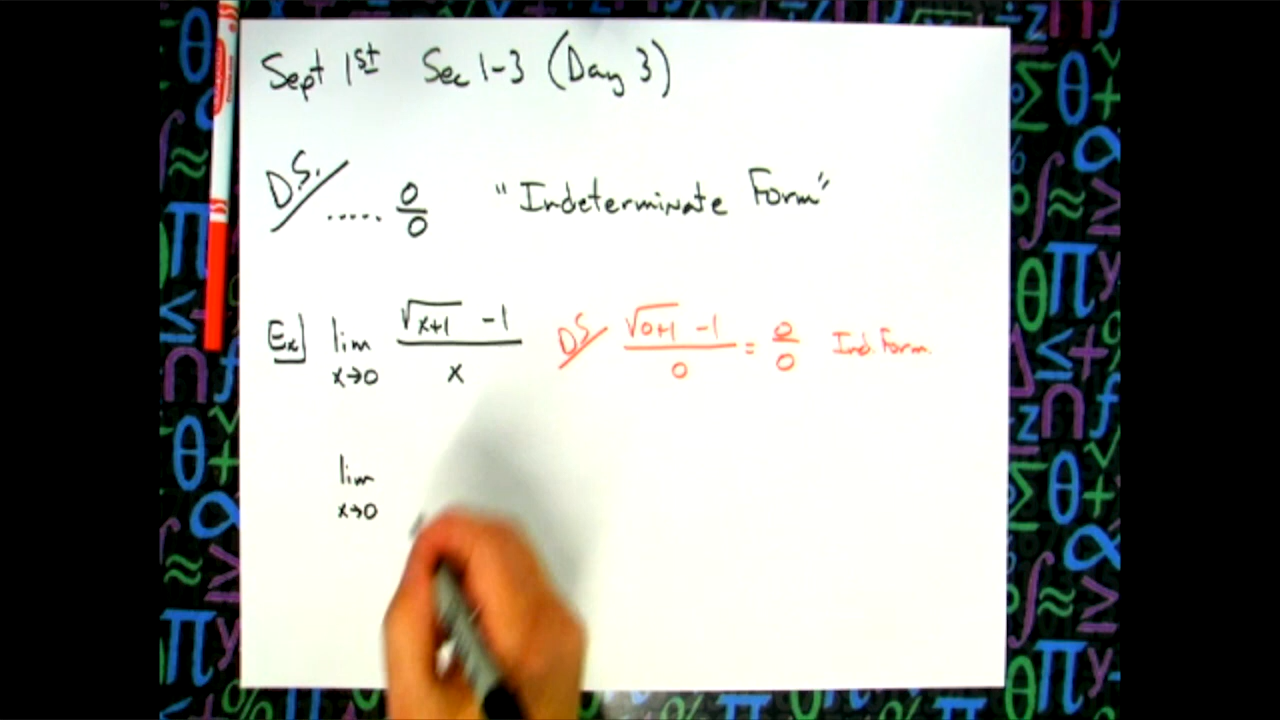 Sept 1st Sec 1-3 (Day 3)
D.S. ..... 0/0 "Indeterminate Form"
Ex] lim x→0 (√(x+1) - 1)/x DS (√(0+1) - 1)/0 = 0/0 Ind. Form.
lim x→0